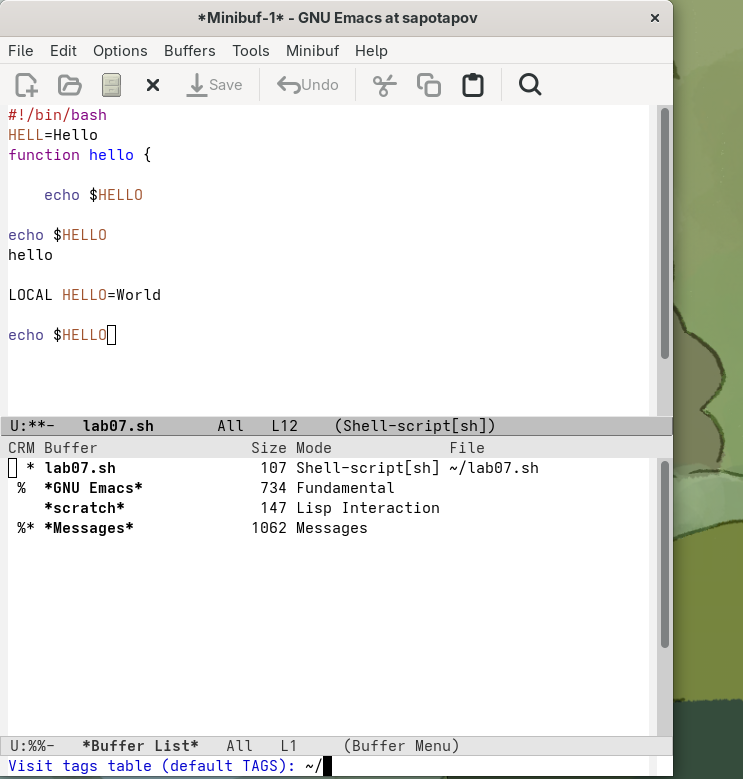 *Minibuf-1* - GNU Emacs at sapotapov
File Edit Options Buffers Tools Minibuf Help
Save Undo
#!/bin/bash
HELL=Hello
function hello {
    echo $HELLO
echo $HELLO
hello
LOCAL HELLO=World
echo $HELLO
U:**-   lab07.sh       All   L12    (Shell-script[sh])
CRM Buffer                 Size Mode             File
  * lab07.sh                107 Shell-script[sh] ~/lab07.sh
 %  *GNU Emacs*             734 Fundamental
    *scratch*               147 Lisp Interaction
 %* *Messages*             1062 Messages
U:%%-   *Buffer List*   All   L1     (Buffer Menu)
Visit tags table (default TAGS): ~/